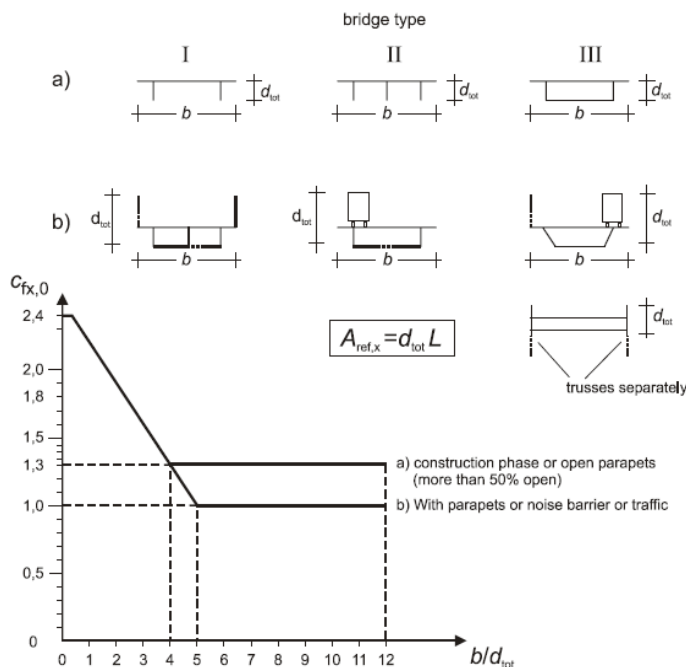 bridge type
I II III
a) d_tot d_tot d_tot
b b b
b) d_tot d_tot d_tot
b b b
c_fx,0
2,4
d_tot
A_ref,x = d_tot L
2,0
1,8
trusses separately
1,5
1,3
a) construction phase or open parapets
(more than 50% open)
1,0
b) With parapets or noise barrier or traffic
0,5
0
0 1 2 3 4 5 6 7 8 9 10 11 12
b/d_tot